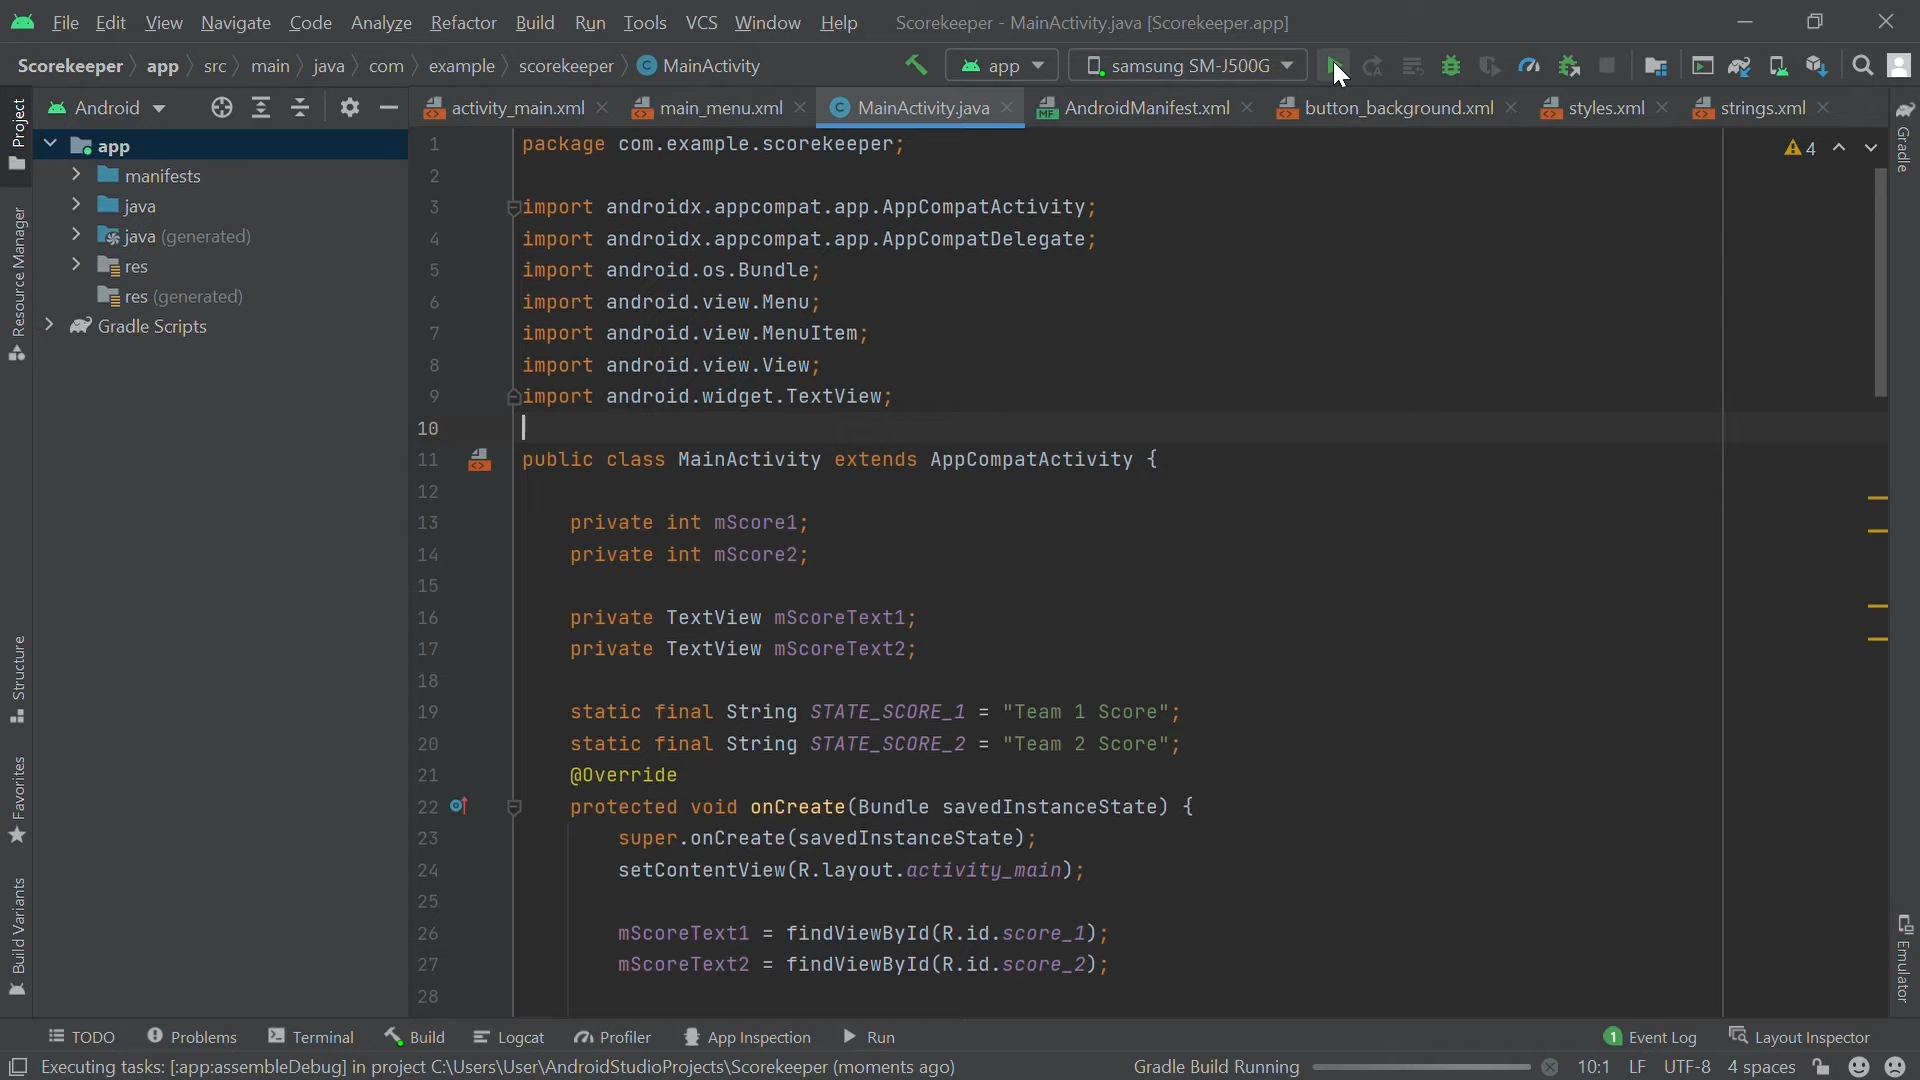 File Edit View Navigate Code Analyze Refactor Build Run Tools VCS Window Help Scorekeeper - MainActivity.java [Scorekeeper.app]
Scorekeeper app src main java com example scorekeeper MainActivity app samsung SM-J500G
Project
Android
activity_main.xml main_menu.xml MainActivity.java AndroidManifest.xml button_background.xml styles.xml strings.xml
Gradle
app
manifests
java
java (generated)
res
res (generated)
Gradle Scripts
Resource Manager
Structure
Favorites
Build Variants
4
1 package com.example.scorekeeper;
2
3 import androidx.appcompat.app.AppCompatActivity;
4 import androidx.appcompat.app.AppCompatDelegate;
5 import android.os.Bundle;
6 import android.view.Menu;
7 import android.view.MenuItem;
8 import android.view.View;
9 import android.widget.TextView;
10
11 public class MainActivity extends AppCompatActivity {
12
13 private int mScore1;
14 private int mScore2;
15
16 private TextView mScoreText1;
17 private TextView mScoreText2;
18
19 static final String STATE_SCORE_1 = "Team 1 Score";
20 static final String STATE_SCORE_2 = "Team 2 Score";
21 @Override
22 protected void onCreate(Bundle savedInstanceState) {
23 super.onCreate(savedInstanceState);
24 setContentView(R.layout.activity_main);
25
26 mScoreText1 = findViewById(R.id.score_1);
27 mScoreText2 = findViewById(R.id.score_2);
28
Emulator
TODO Problems Terminal Build Logcat Profiler App Inspection Run 1 Event Log Layout Inspector
Executing tasks: [:app:assembleDebug] in project C:\Users\User\AndroidStudioProjects\Scorekeeper (moments ago) Gradle Build Running 10:1 LF UTF-8 4 spaces